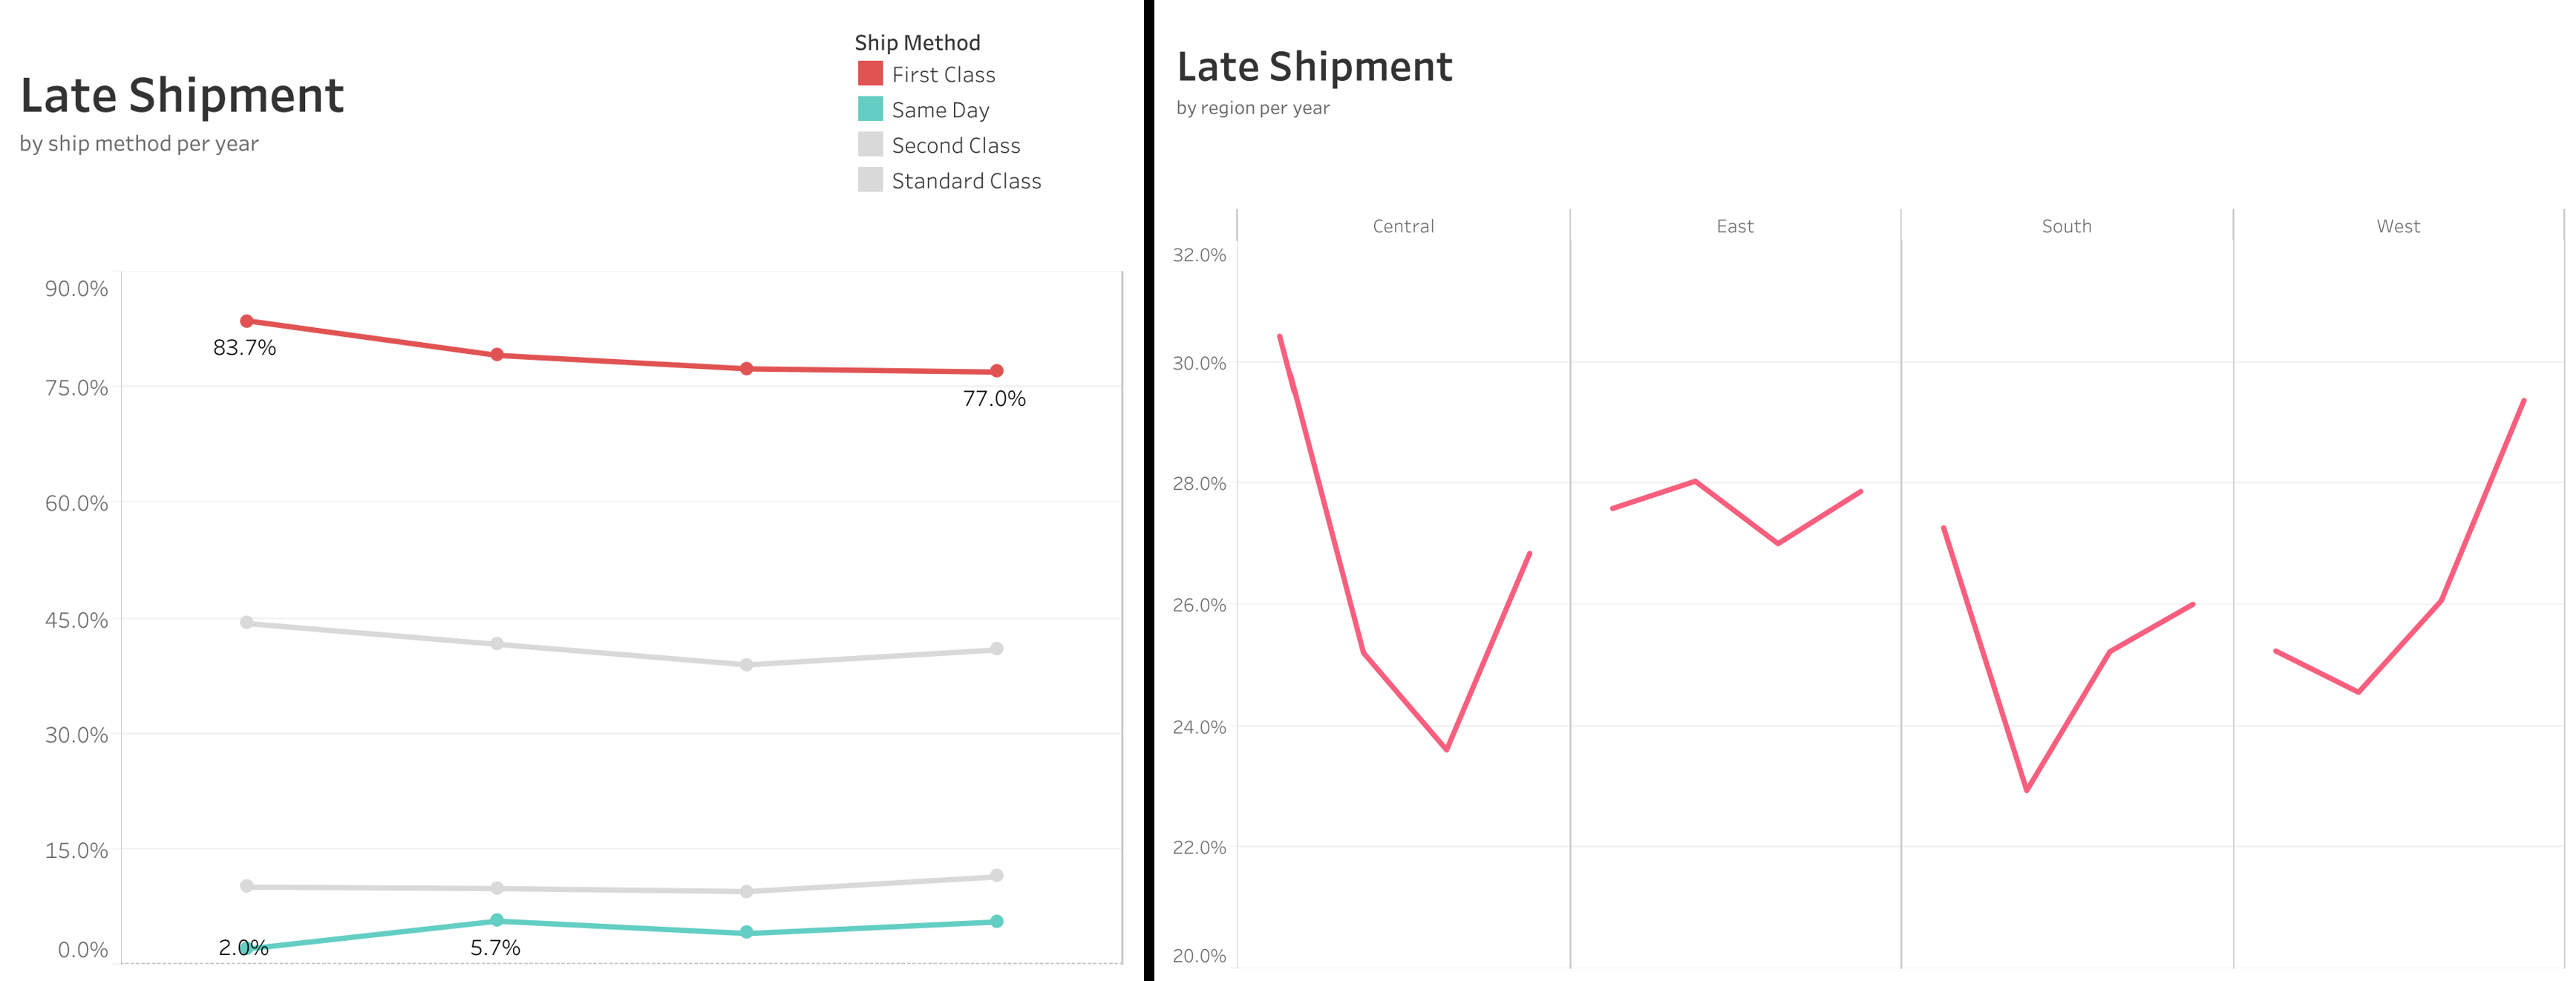 Late Shipment
by ship method per year
Ship Method
First Class
Same Day
Second Class
Standard Class
90.0%
75.0%
60.0%
45.0%
30.0%
15.0%
0.0%
83.7%
77.0%
2.0%
5.7%
Late Shipment
by region per year
Central East South West
32.0%
30.0%
28.0%
26.0%
24.0%
22.0%
20.0%